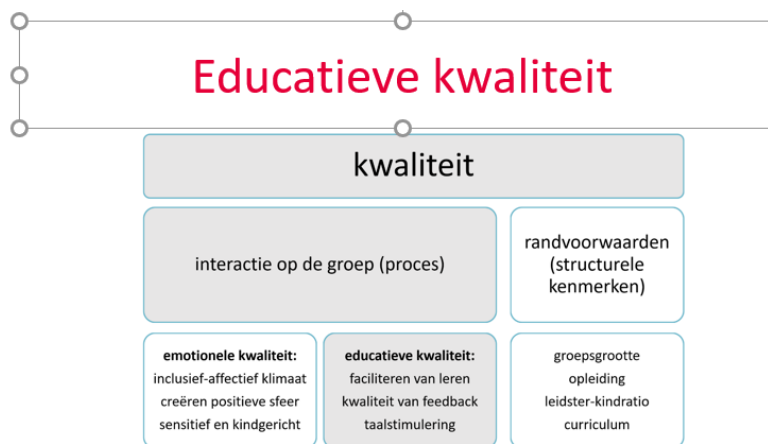 Educatieve kwaliteit
kwaliteit
interactie op de groep (proces)
randvoorwaarden
(structurele
kenmerken)
emotionele kwaliteit:
inclusief-affectief klimaat
creëren positieve sfeer
sensitief en kindgericht
educatieve kwaliteit:
faciliteren van leren
kwaliteit van feedback
taalstimulering
groepsgrootte
opleiding
leidster-kindratio
curriculum